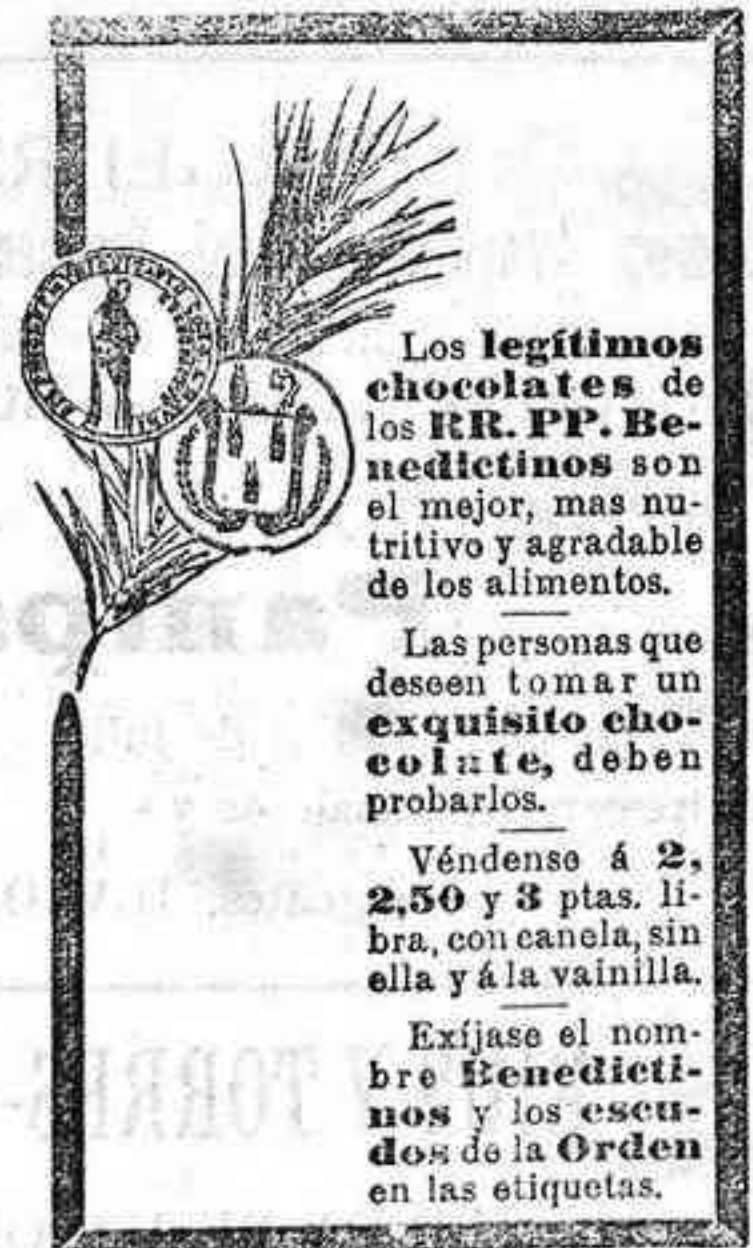 Los legítimos
chocolates de
los RR. PP. Be-
nedictinos son
el mejor, mas nu-
tritivo y agradable
de los alimentos.
Las personas que
deseen tomar un
exquisito cho-
colate, deben
probarlos.
Véndense á 2,
2,50 y 3 ptas. li-
bra, con canela, sin
ella y á la vainilla.
Exíjase el nom-
bre Benedicti-
nos y los escu-
dos de la Orden
en las etiquetas.